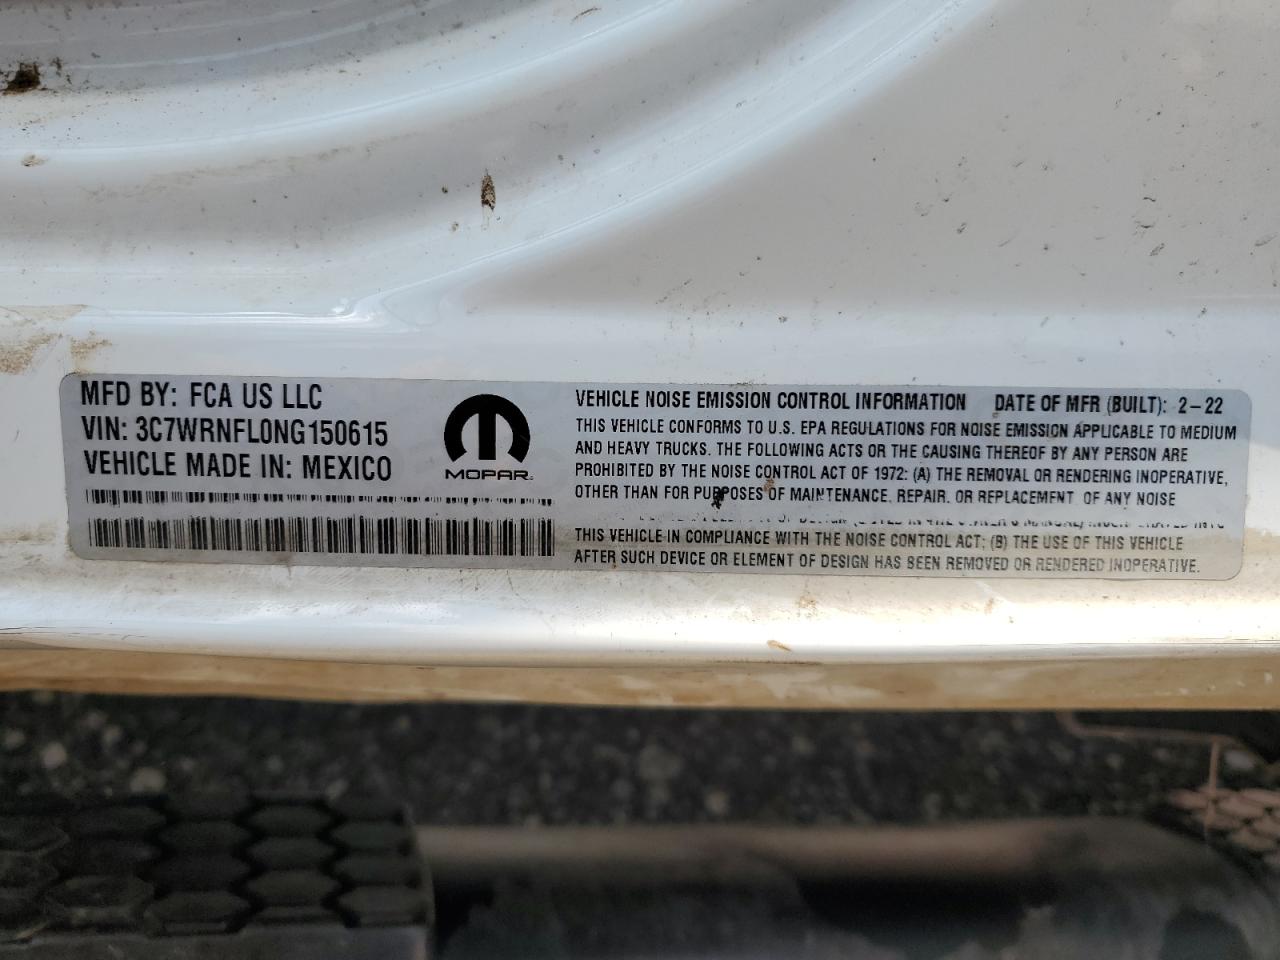 MFD BY: FCA US LLC
VIN: 3C7WRNFL0NG150615
VEHICLE MADE IN: MEXICO
MOPAR
VEHICLE NOISE EMISSION CONTROL INFORMATION DATE OF MFR (BUILT): 2-22
THIS VEHICLE CONFORMS TO U.S. EPA REGULATIONS FOR NOISE EMISSION APPLICABLE TO MEDIUM
AND HEAVY TRUCKS. THE FOLLOWING ACTS OR THE CAUSING THEREOF BY ANY PERSON ARE
PROHIBITED BY THE NOISE CONTROL ACT OF 1972: (A) THE REMOVAL OR RENDERING INOPERATIVE,
OTHER THAN FOR PURPOSES OF MAINTENANCE. REPAIR. OR REPLACEMENT OF ANY NOISE
THIS VEHICLE IN COMPLIANCE WITH THE NOISE CONTROL ACT; (B) THE USE OF THIS VEHICLE
AFTER SUCH DEVICE OR ELEMENT OF DESIGN HAS BEEN REMOVED OR RENDERED INOPERATIVE.